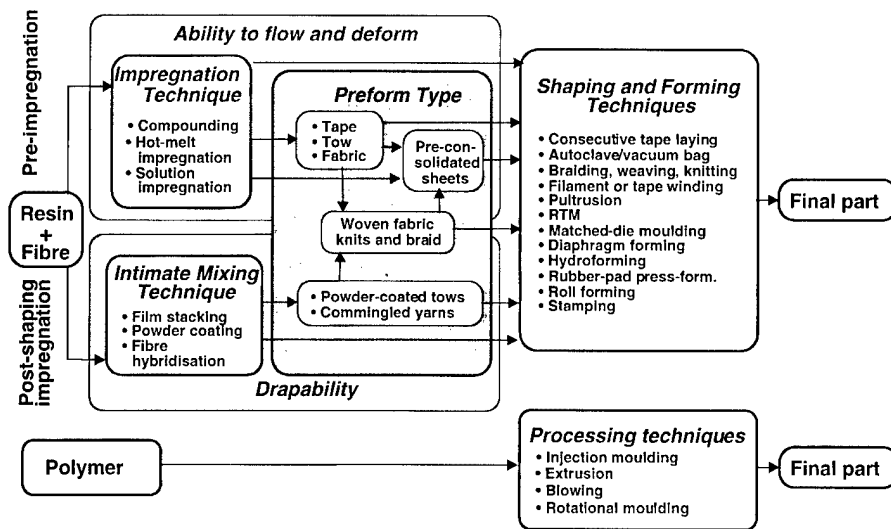 Ability to flow and deform
Pre-impregnation
Impregnation
Technique
• Compounding
• Hot-melt
impregnation
• Solution
impregnation
Preform Type
• Tape
• Tow
• Fabric
Pre-con-
solidated
sheets
Woven fabric
knits and braid
• Powder-coated tows
• Commingled yarns
Resin
+
Fibre
Post-shaping
impregnation
Intimate Mixing
Technique
• Film stacking
• Powder coating
• Fibre
hybridisation
Drapability
Shaping and Forming
Techniques
• Consecutive tape laying
• Autoclave/vacuum bag
• Braiding, weaving, knitting
• Filament or tape winding
• Pultrusion
• RTM
• Matched-die moulding
• Diaphragm forming
• Hydroforming
• Rubber-pad press-form.
• Roll forming
• Stamping
Final part
Polymer
Processing techniques
• Injection moulding
• Extrusion
• Blowing
• Rotational moulding
Final part